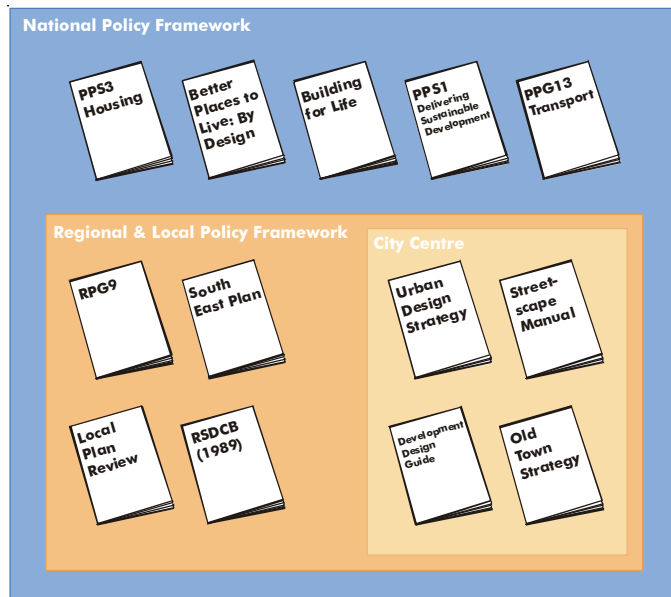 National Policy Framework
PPS3
Housing
Better
Places to
Live: By
Design
Building
for Life
PPS1
Delivering
Sustainable
Development
PPG13
Transport
Regional & Local Policy Framework
RPG9
South
East Plan
Local
Plan
Review
RSDCB
(1989)
City Centre
Urban
Design
Strategy
Street-
scape
Manual
Development
Design
Guide
Old
Town
Strategy